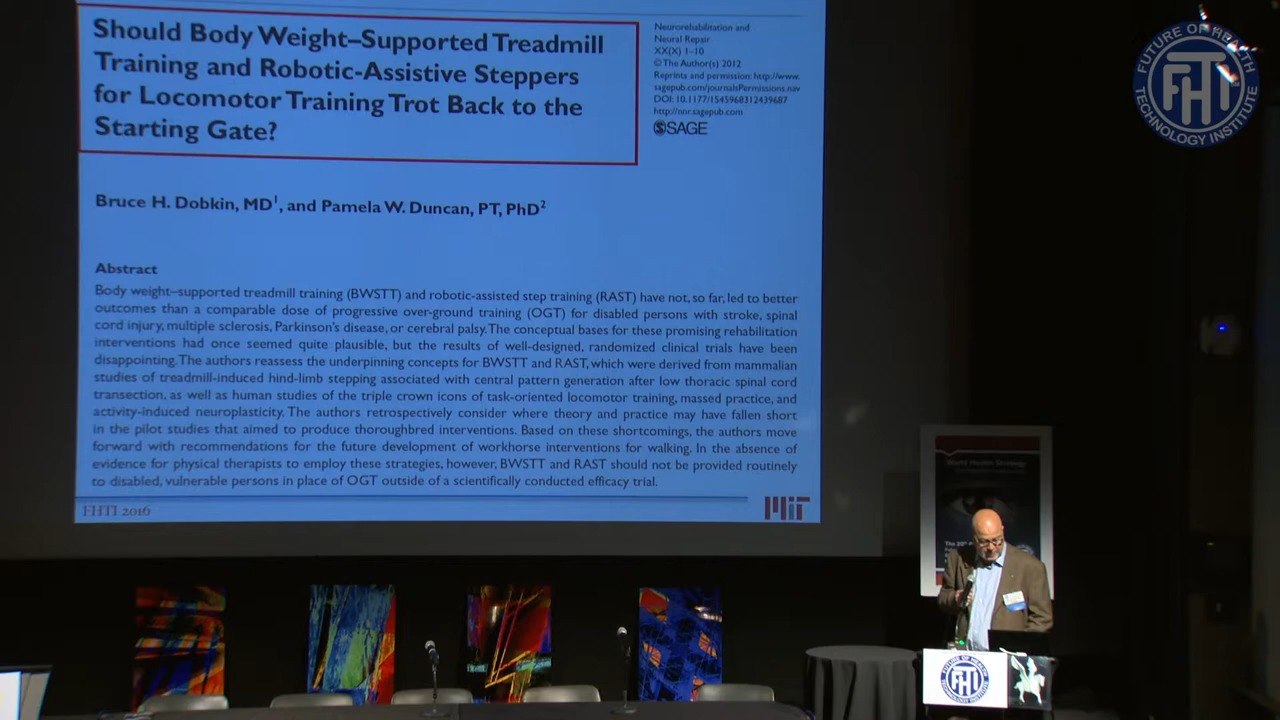 Should Body Weight–Supported Treadmill
Training and Robotic-Assistive Steppers
for Locomotor Training Trot Back to the
Starting Gate?
Neurorehabilitation and
Neural Repair
XX(X) 1–10
© The Author(s) 2012
Reprints and permission: http://www.
sagepub.com/journalsPermissions.nav
DOI: 10.1177/1545968312439687
http://nnr.sagepub.com
SAGE
Bruce H. Dobkin, MD1, and Pamela W. Duncan, PT, PhD2
Abstract
Body weight–supported treadmill training (BWSTT) and robotic-assisted step training (RAST) have not, so far, led to better
outcomes than a comparable dose of progressive over-ground training (OGT) for disabled persons with stroke, spinal
cord injury, multiple sclerosis, Parkinson's disease, or cerebral palsy. The conceptual bases for these promising rehabilitation
interventions had once seemed quite plausible, but the results of well-designed, randomized clinical trials have been
disappointing. The authors reassess the underpinning concepts for BWSTT and RAST, which were derived from mammalian
studies of treadmill-induced hind-limb stepping associated with central pattern generation after low thoracic spinal cord
transection, as well as human studies of the triple crown icons of task-oriented locomotor training, massed practice, and
activity-induced neuroplasticity. The authors retrospectively consider where theory and practice may have fallen short
in the pilot studies that aimed to produce thoroughbred interventions. Based on these shortcomings, the authors move
forward with recommendations for the future development of workhorse interventions for walking. In the absence of
evidence for physical therapists to employ these strategies, however, BWSTT and RAST should not be provided routinely
to disabled, vulnerable persons in place of OGT outside of a scientifically conducted efficacy trial.
FHTI 2016
MIT
FUTURE OF HEALTH
FHTI
TECHNOLOGY INSTITUTE
World Health Strategy
FUTURE OF HEALTH
FHTI
TECHNOLOGY INSTITUTE